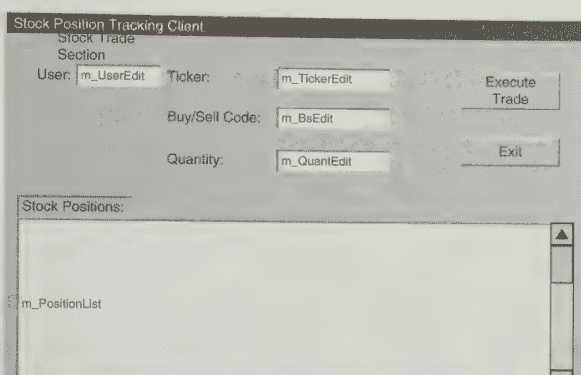 Stock Position Tracking Client
Stock Trade
Section
User: m_UserEdit Ticker: m_TickerEdit
Execute
Trade
Buy/Sell Code: m_BsEdit
Quantity: m_QuantEdit Exit
Stock Positions:
m_PositionList